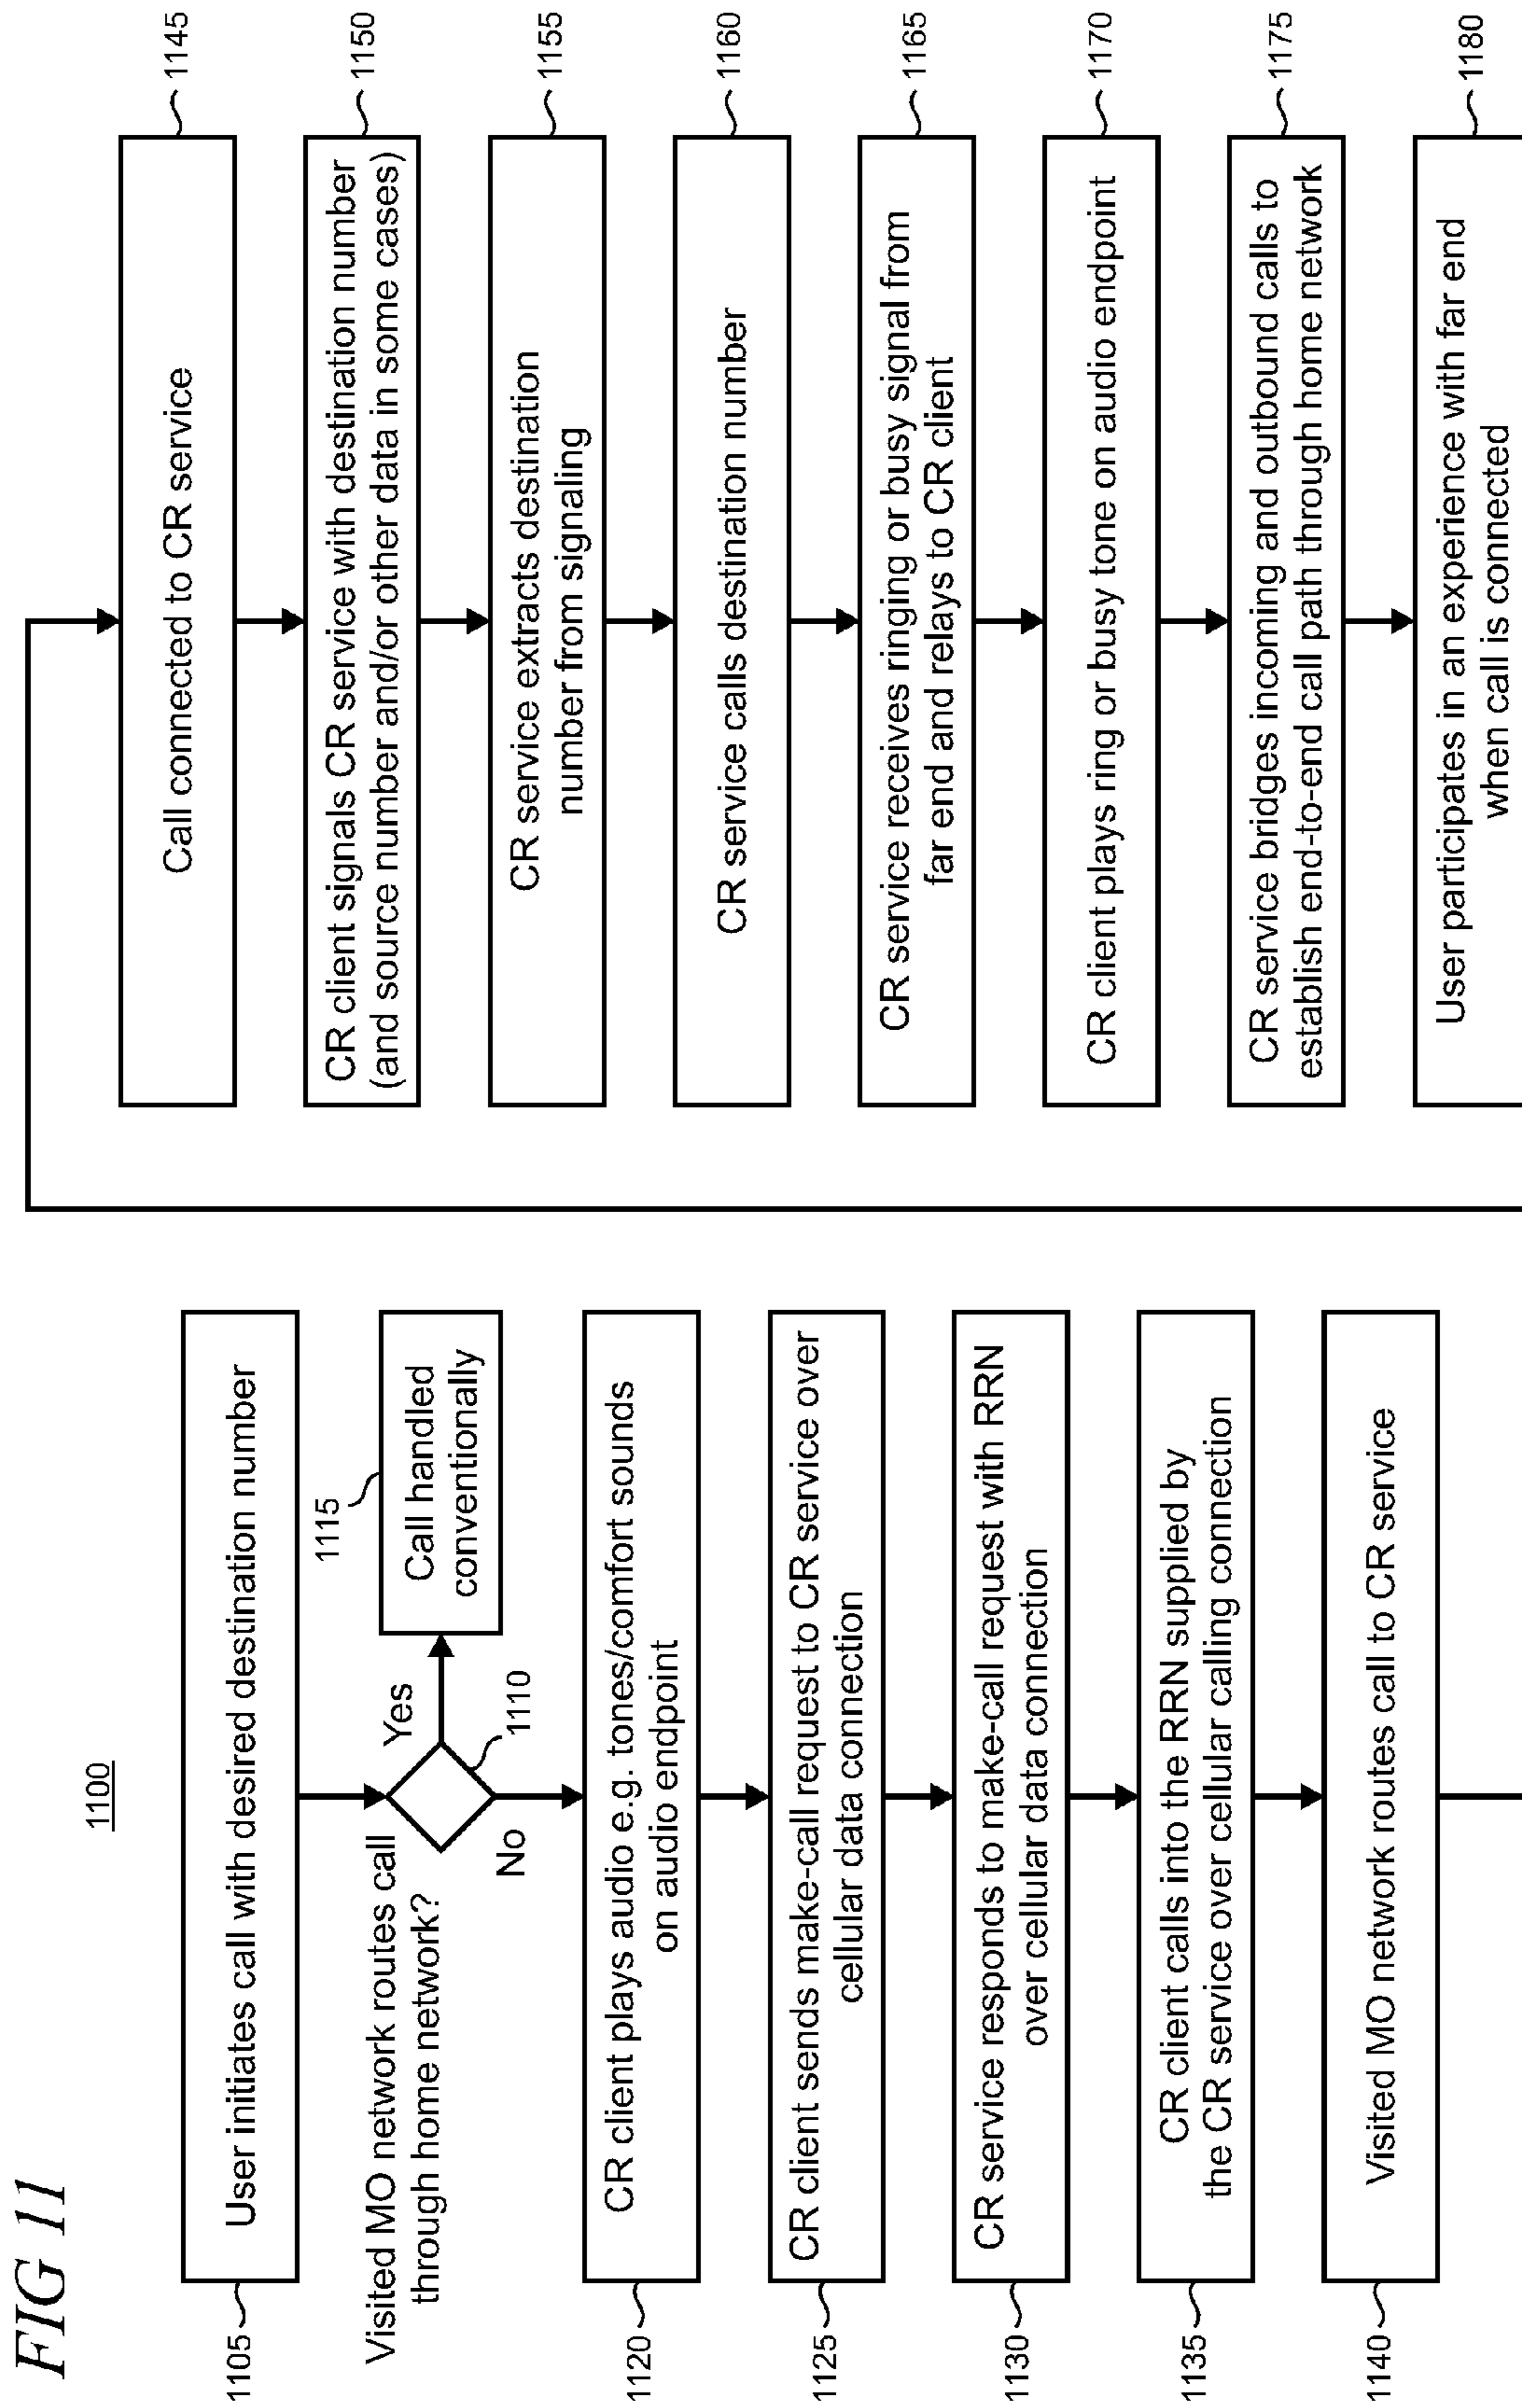 FIG 11
1100
1105
User initiates call with desired destination number
Visited MO network routes call
through home network?
Yes
1110
No
1115
Call handled
conventionally
1120
CR client plays audio e.g. tones/comfort sounds
on audio endpoint
1125
CR client sends make-call request to CR service over
cellular data connection
1130
CR service responds to make-call request with RRN
over cellular data connection
1135
CR client calls into the RRN supplied by
the CR service over cellular calling connection
1140
Visited MO network routes call to CR service
Call connected to CR service
1145
CR client signals CR service with destination number
(and source number and/or other data in some cases)
1150
CR service extracts destination
number from signaling
1155
CR service calls destination number
1160
CR service receives ringing or busy signal from
far end and relays to CR client
1165
CR client plays ring or busy tone on audio endpoint
1170
CR service bridges incoming and outbound calls to
establish end-to-end call path through home network
1175
User participates in an experience with far end
when call is connected
1180